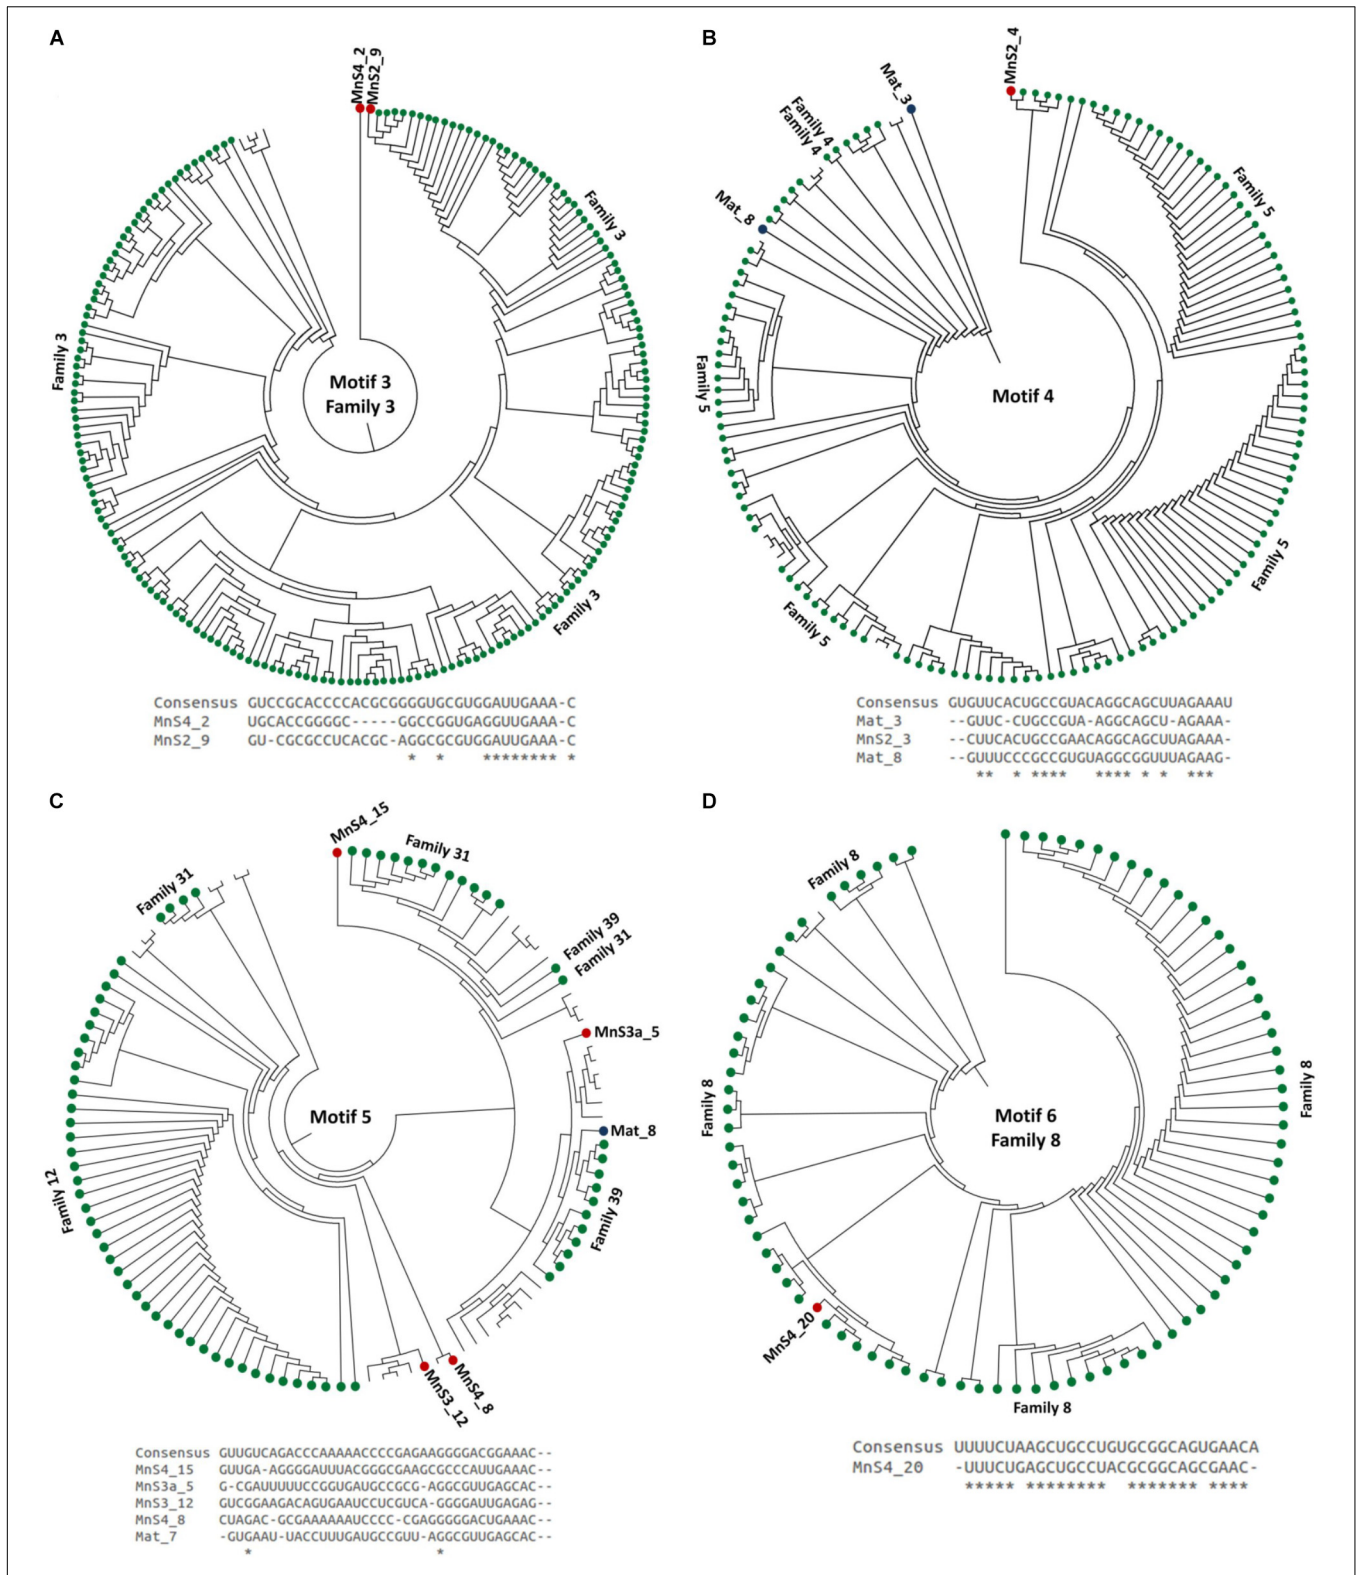 A
MnS4_2
MnS2_9
Family 3
Family 3
Motif 3
Family 3
Family 3
Consensus GUCCGCACCCCACGCGGGGUGCGUGGAUUGAAA-C
MnS4_2 UGCACCGGGGC-----GGCCGGUGAGGUUGAAA-C
MnS2_9 GU-CGCGCCUCACGC-AGGCGCGUGGAUUGAAA-C
* * ******** *
B
MnS2_4
Mat_3
Family 4
Family 4
Mat_8
Family 5
Family 5
Motif 4
Family 5
Family 5
Consensus GUGUUCACUGCCGUACAGGCAGCUUAGAAAU
Mat_3 --GUUC-CUGCCGUA-AGGCAGCU-AGAAA-
MnS2_3 --CUUCACUGCCGAACAGGCAGCUUAGAAA-
Mat_8 --GUUUCCCGCCGUGUAGGCGGUUUAGAAG-
** * **** **** * * ***
C
MnS4_15
Family 31
Family 31
Family 39
Family 31
MnS3a_5
Motif 5
Mat_8
Family 12
Family 39
MnS4_8
MnS3_12
Consensus GUUGUCAGACCCAAAAACCCCGAGAAGGGGACGGAAAC--
MnS4_15 GUUGA-AGGGGAUUUACGGGCGAAGCGCCCAUUGAAAC--
MnS3a_5 G-CGAUUUUUCCGGUGAUGCCGCG-AGGCGUUGAGCAC--
MnS3_12 GUCGGAAGACAGUGAAUCCUCGUCA-GGGGAUUGAGAG--
MnS4_8 CUAGAC-GCGAAAAAAUCCCC-CGAGGGGGACUGAAAC--
Mat_7 -GUGAAU-UACCUUUGAUGCCGUU-AGGCGUUGAGCAC--
* *
D
Family 8
Family 8
Family 8
Motif 6
Family 8
MnS4_20
Family 8
Consensus UUUUCUAAGCUGCCUGUGCGGCAGUGAACA
MnS4_20 -UUUCUGAGCUGCCUACGCGGCAGCGAAC-
***** ******** ******* ****